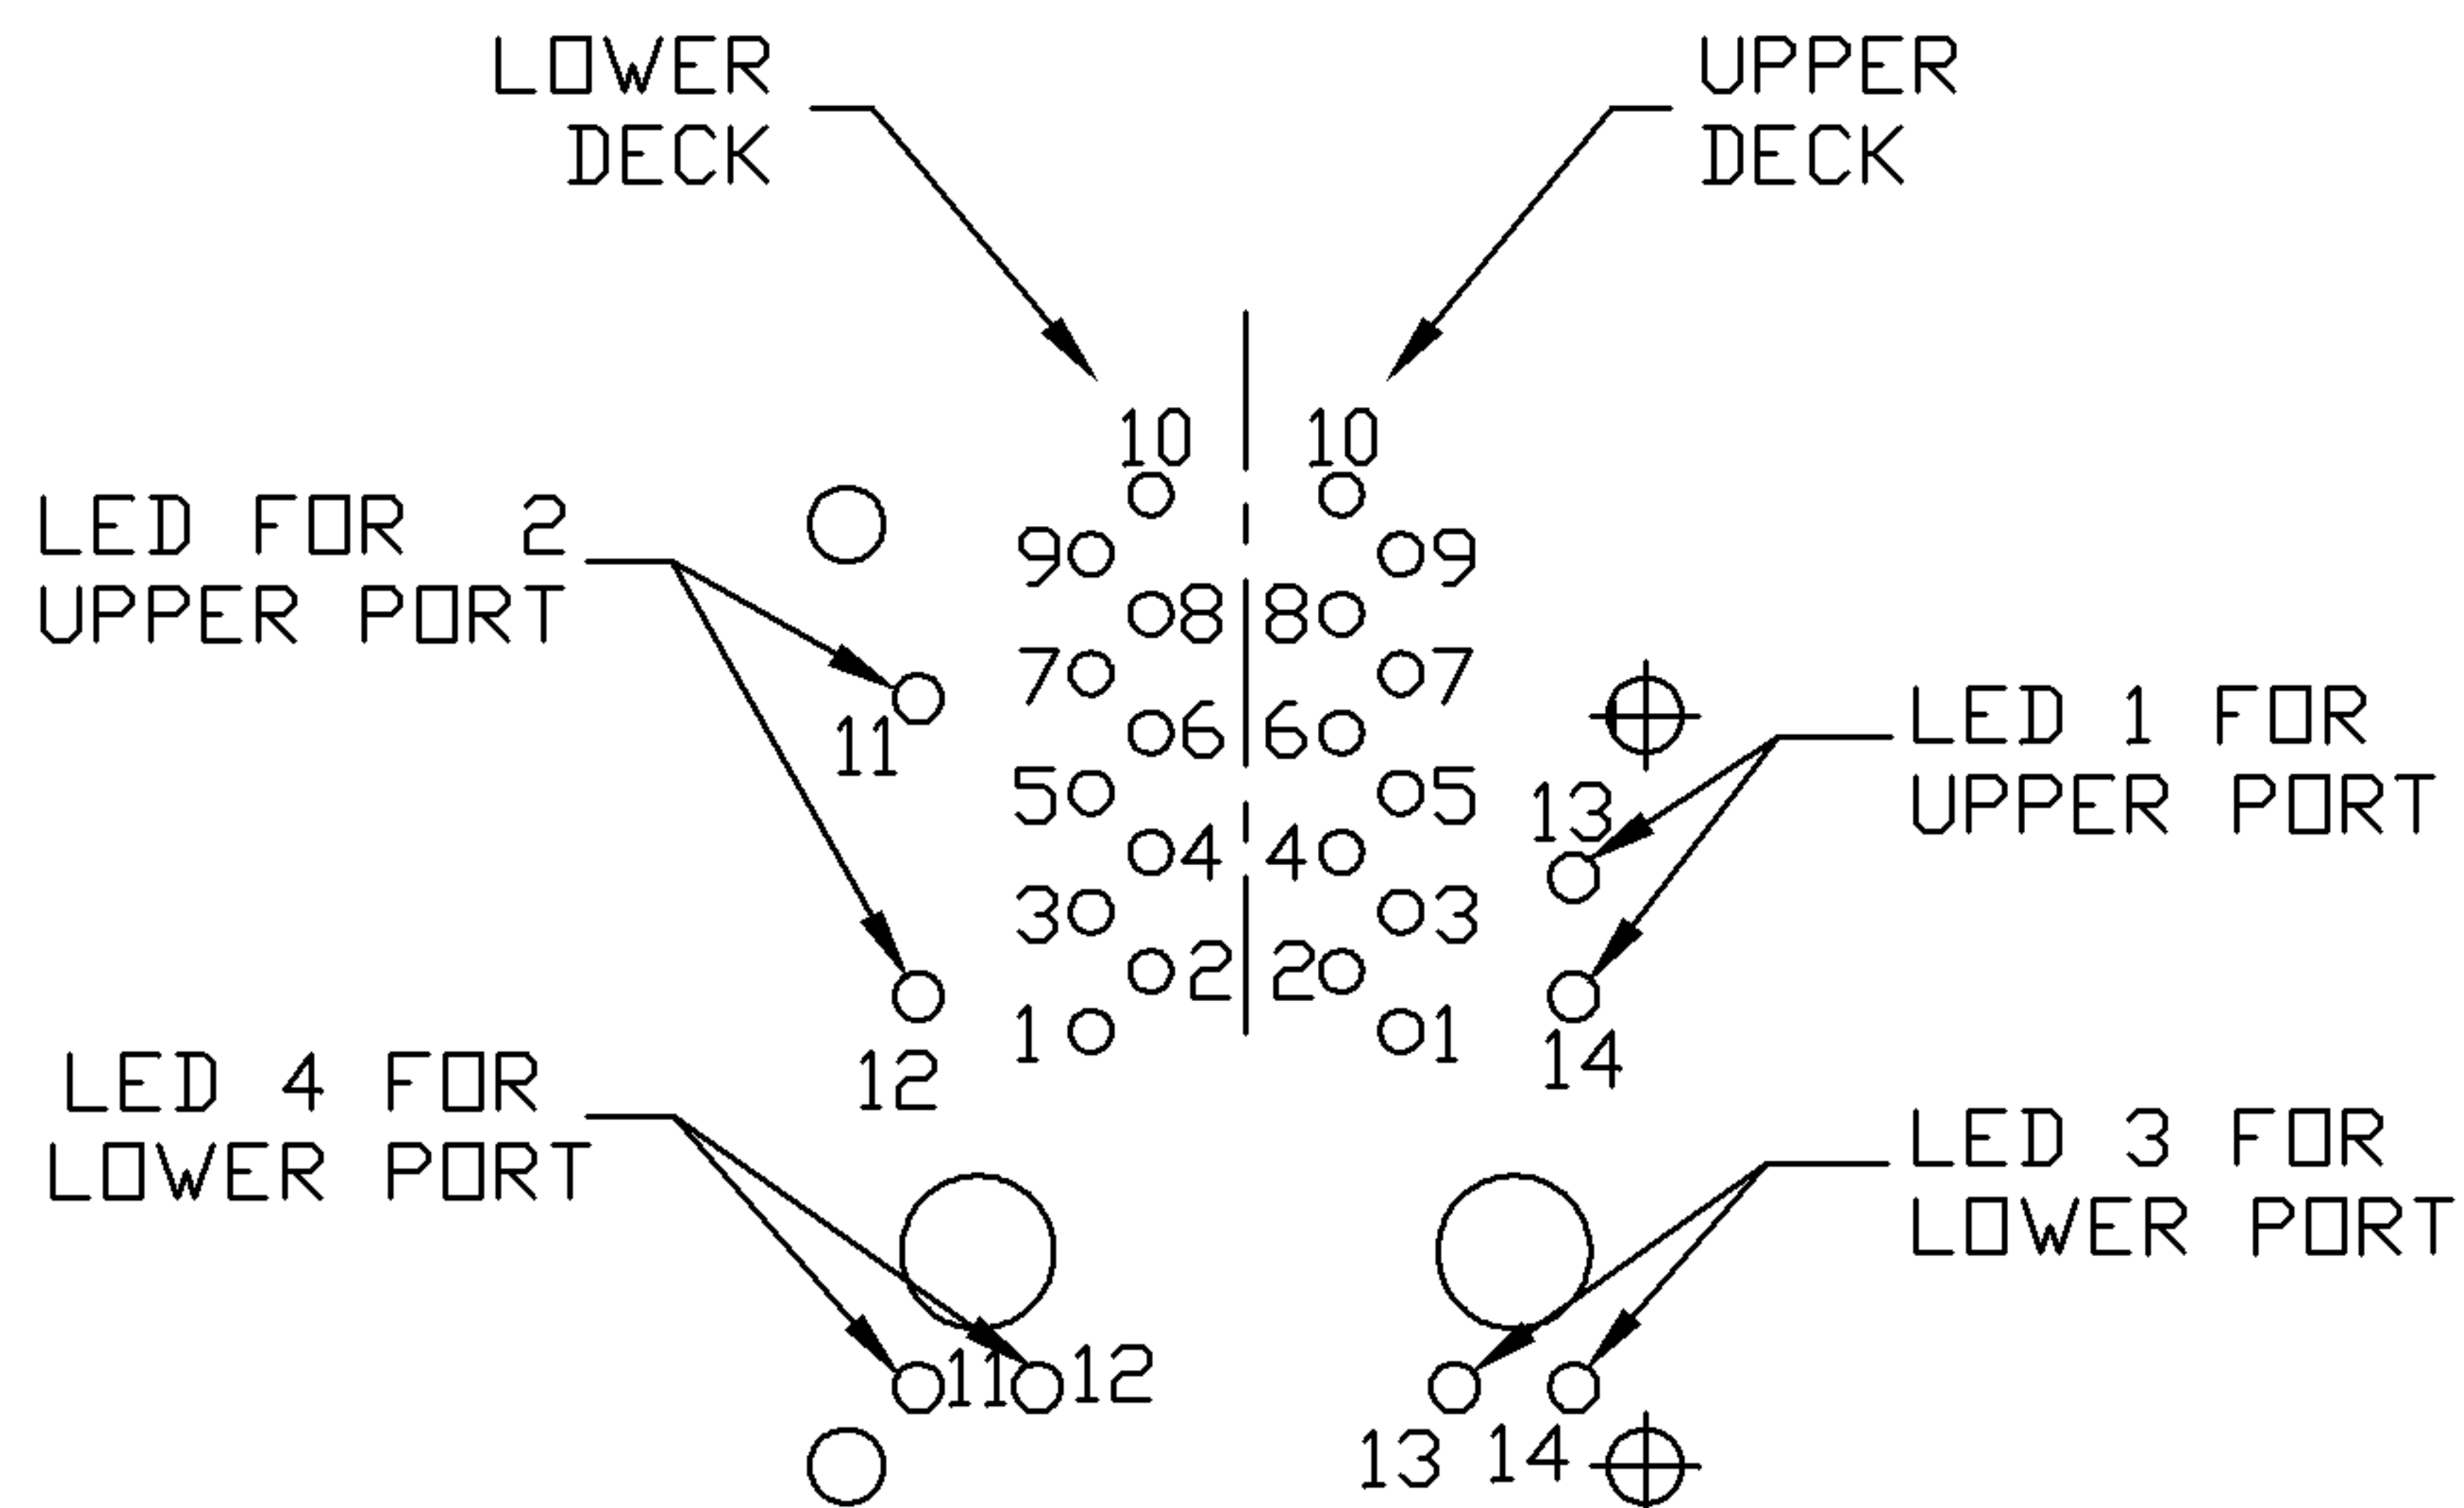 LOWER
DECK
UPPER
DECK
10 10
LED FOR 2
UPPER PORT
9 9
8 8
7 7
11
6 6
LED 1 FOR
UPPER PORT
5 5
13
4 4
3 3
2 2
1 1
12
14
LED 4 FOR
LOWER PORT
LED 3 FOR
LOWER PORT
11 12
13 14